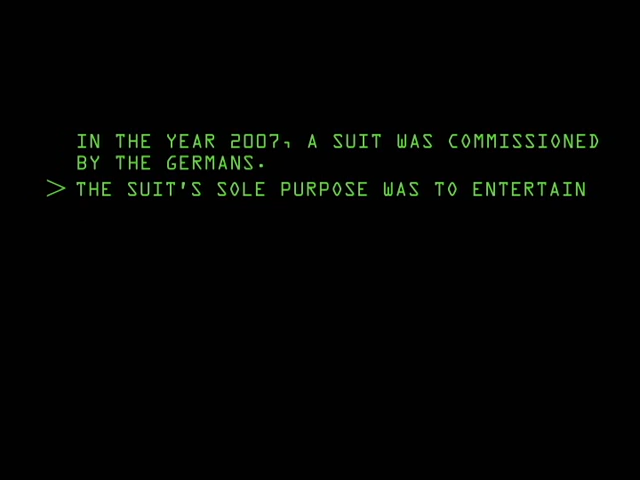 IN THE YEAR 2007, A SUIT WAS COMMISSIONED
BY THE GERMANS.
> THE SUIT'S SOLE PURPOSE WAS TO ENTERTAIN